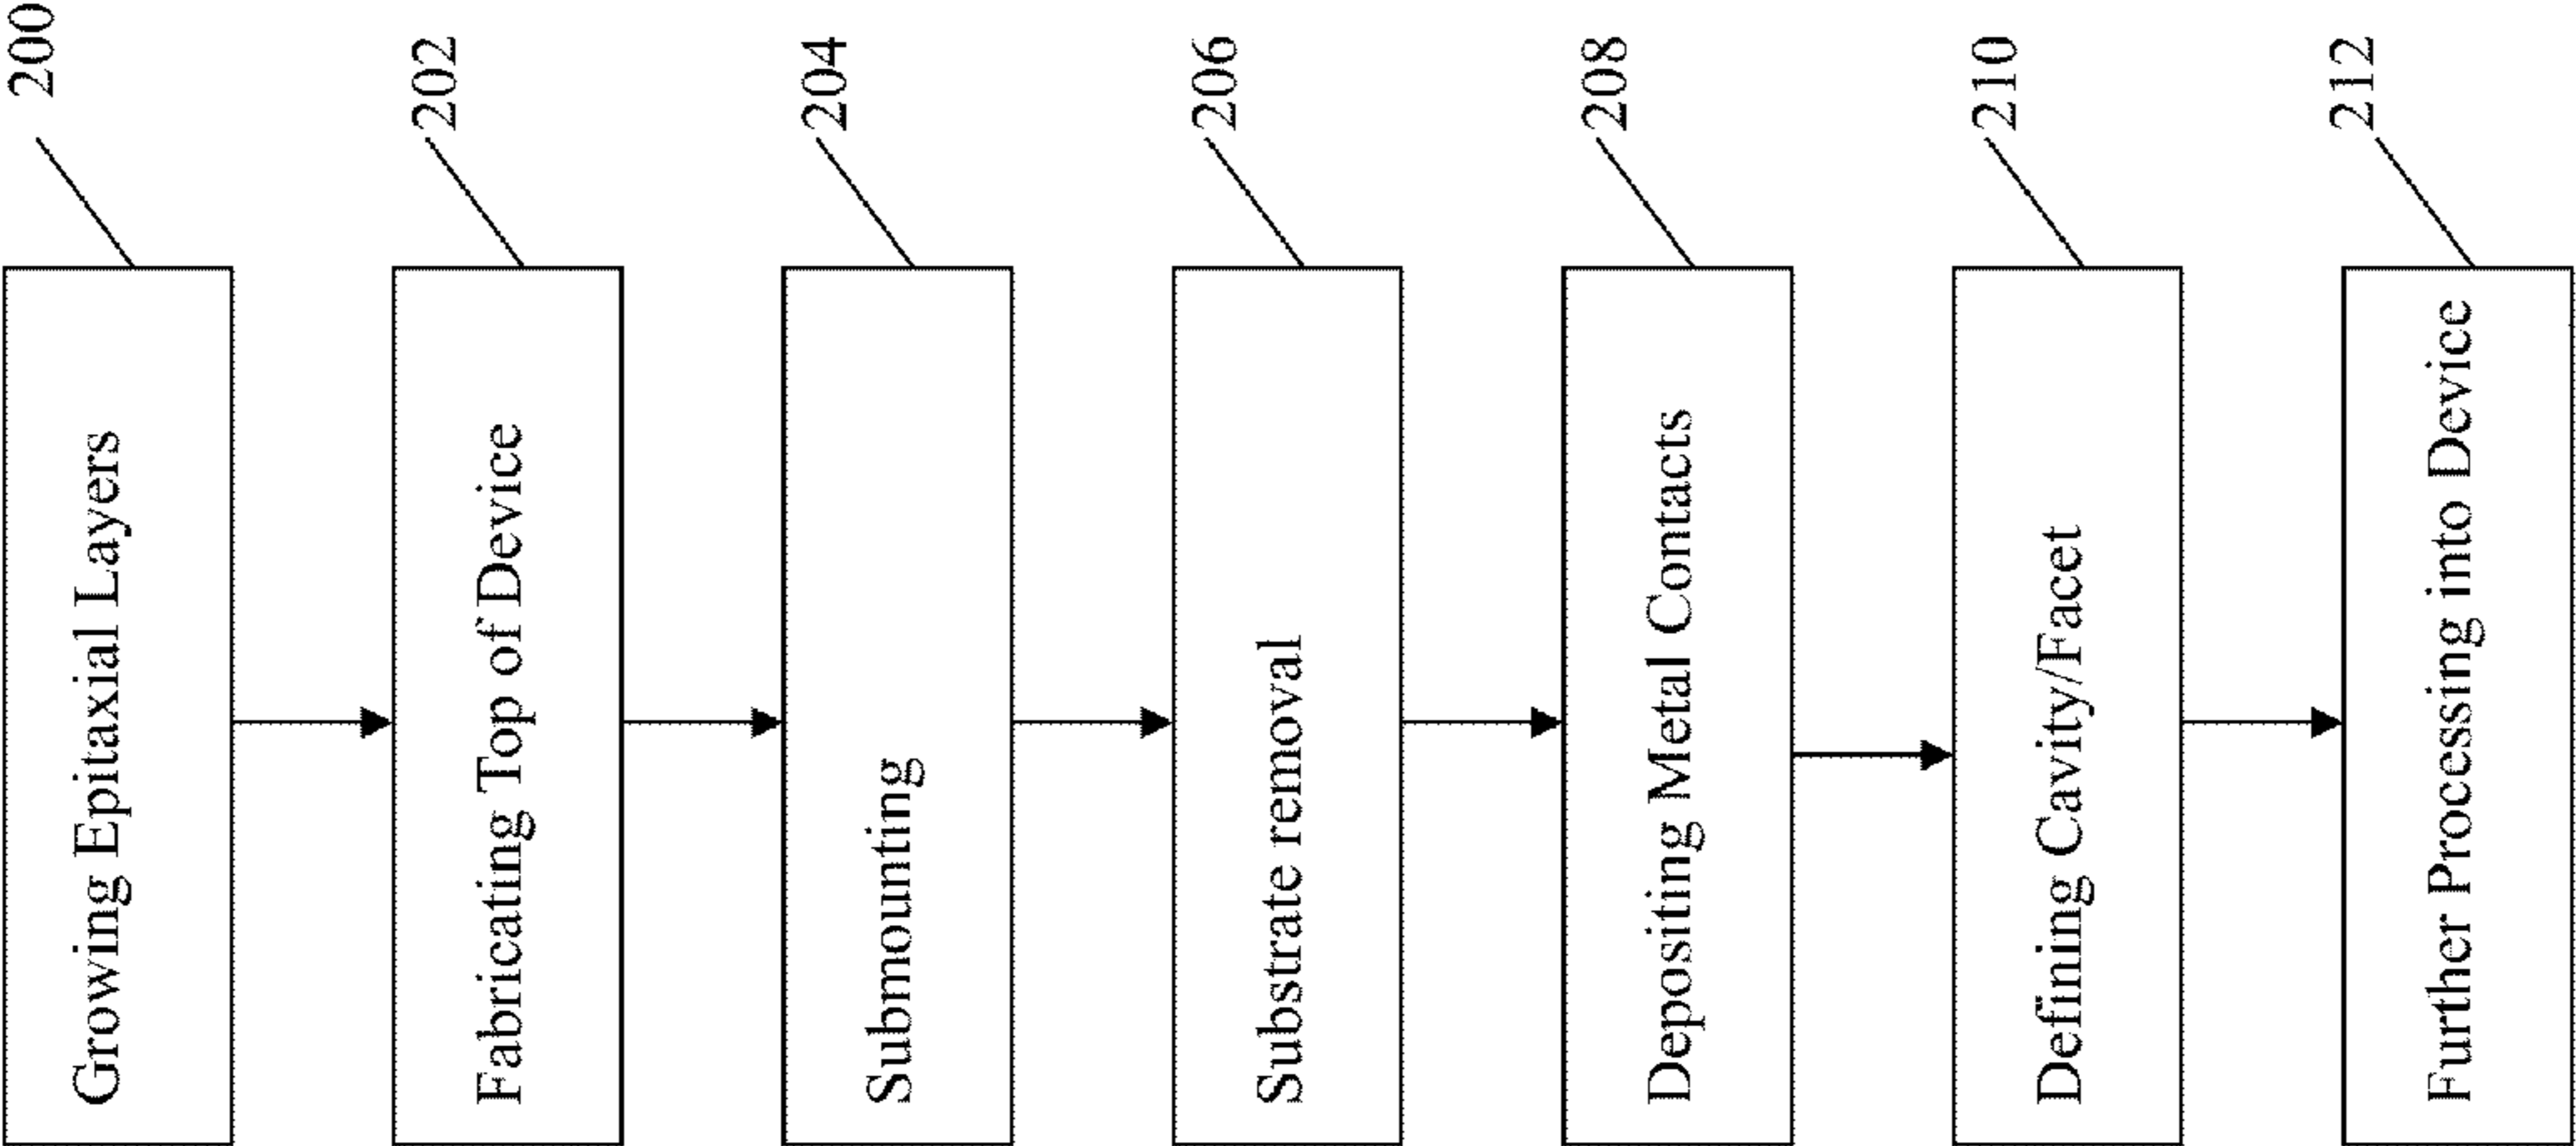 Growing Epitaxial Layers
200
Fabricating Top of Device
202
Submounting
204
Substrate removal
206
Depositing Metal Contacts
208
Defining Cavity/Facet
210
Further Processing into Device
212